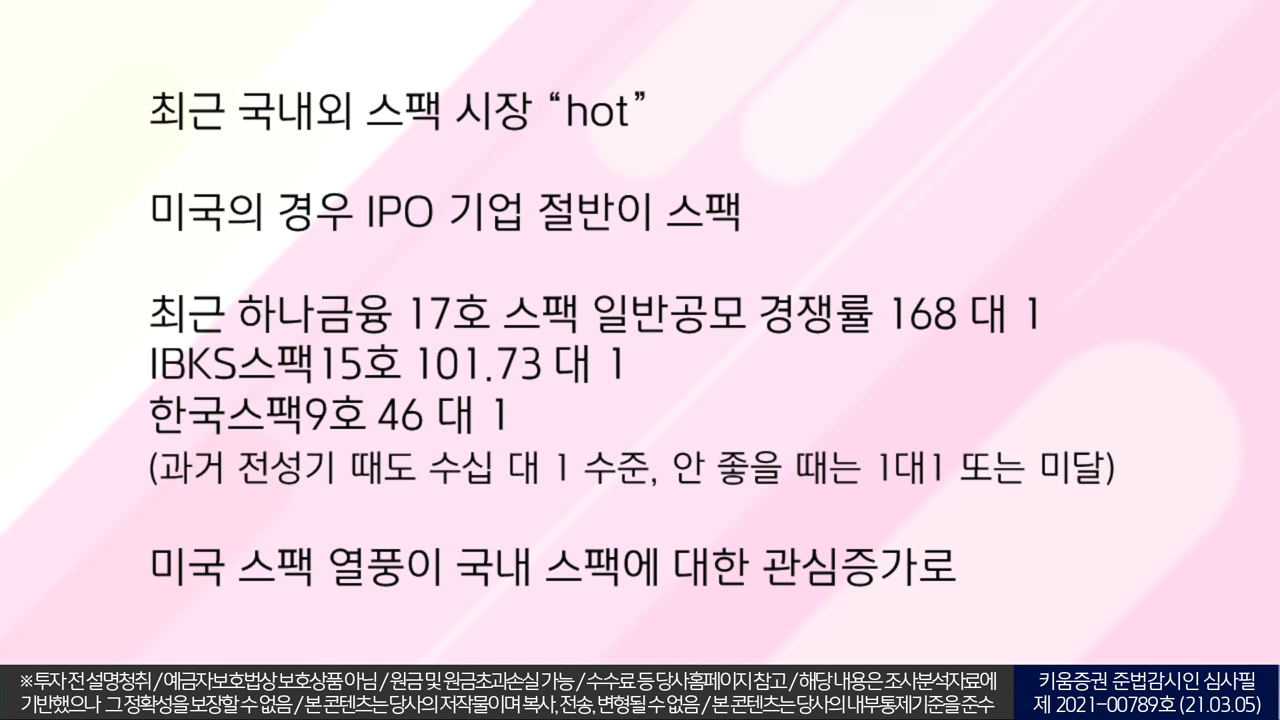 최근 국내외 스팩 시장 “hot”
미국의 경우 IPO 기업 절반이 스팩
최근 하나금융 17호 스팩 일반공모 경쟁률 168 대 1
IBKS스팩15호 101.73 대 1
한국스팩9호 46 대 1
(과거 전성기 때도 수십 대 1 수준, 안 좋을 때는 1대1 또는 미달)
미국 스팩 열풍이 국내 스팩에 대한 관심증가로
※투자 전 설명청취 / 예금자보호법상 보호상품 아님 / 원금 및 원금초과손실 가능 / 수수료 등 당사홈페이지 참고 / 해당 내용은 조사분석자료에
기반했으나 그 정확성을 보장할 수 없음 / 본 콘텐츠는 당사의 저작물이며 복사, 전송, 변형될 수 없음 / 본 콘텐츠는 당사의 내부통제기준을 준수
키움증권 준법감시인 심사필
제 2021-00789호 (21.03.05)